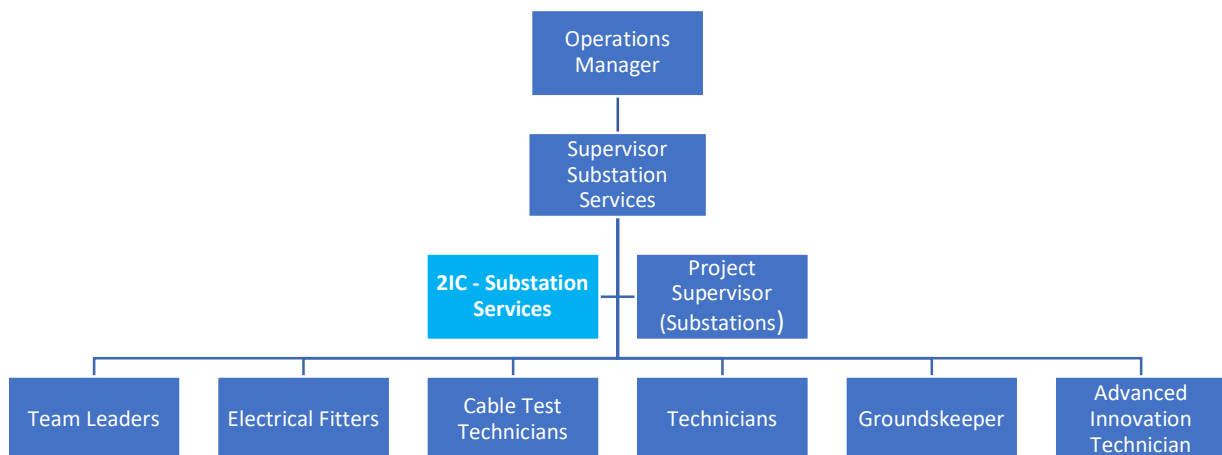 Operations
Manager
Supervisor
Substation
Services
2IC - Substation
Services
Project
Supervisor
(Substations)
Team Leaders
Electrical Fitters
Cable Test
Technicians
Technicians
Groundskeeper
Advanced
Innovation
Technician